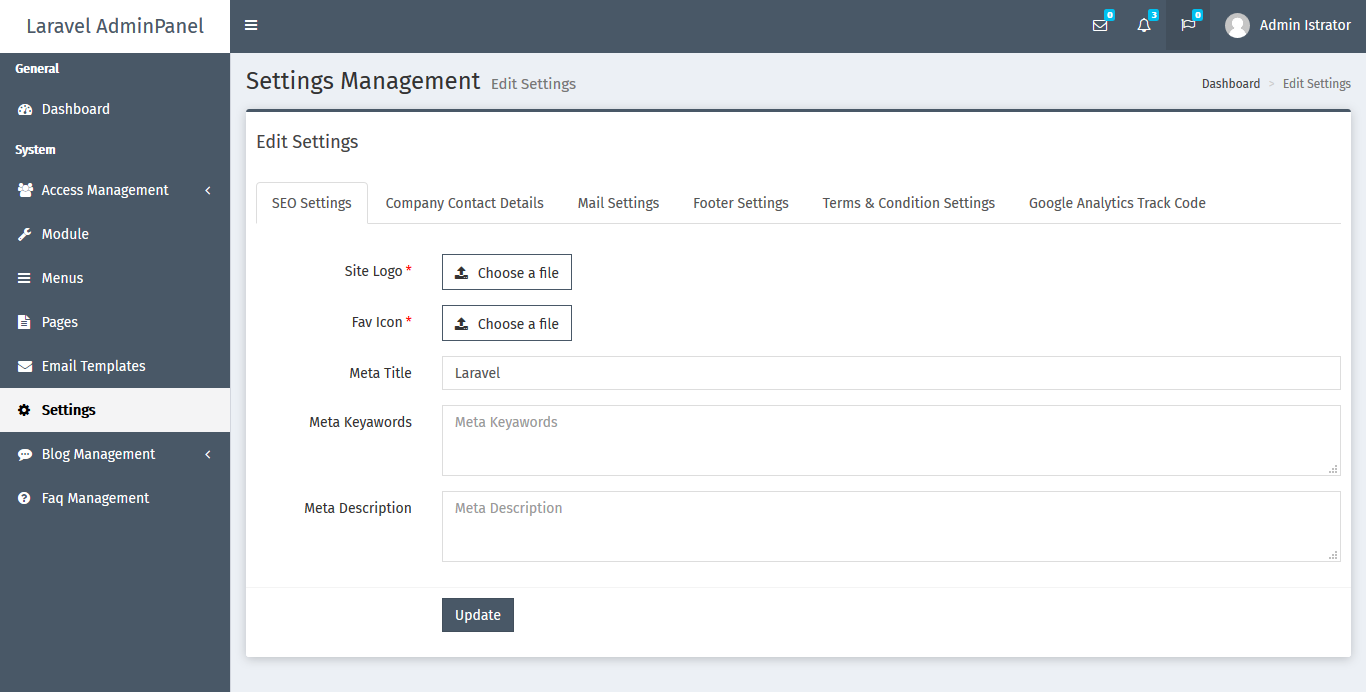 Laravel AdminPanel
0
3
0
Admin Istrator
General
Dashboard
System
Access Management
Module
Menus
Pages
Email Templates
Settings
Blog Management
Faq Management
Settings Management Edit Settings
Dashboard > Edit Settings
Edit Settings
SEO Settings Company Contact Details Mail Settings Footer Settings Terms & Condition Settings Google Analytics Track Code
Site Logo * Choose a file
Fav Icon * Choose a file
Meta Title Laravel
Meta Keyawords Meta Keyawords
Meta Description Meta Description
Update